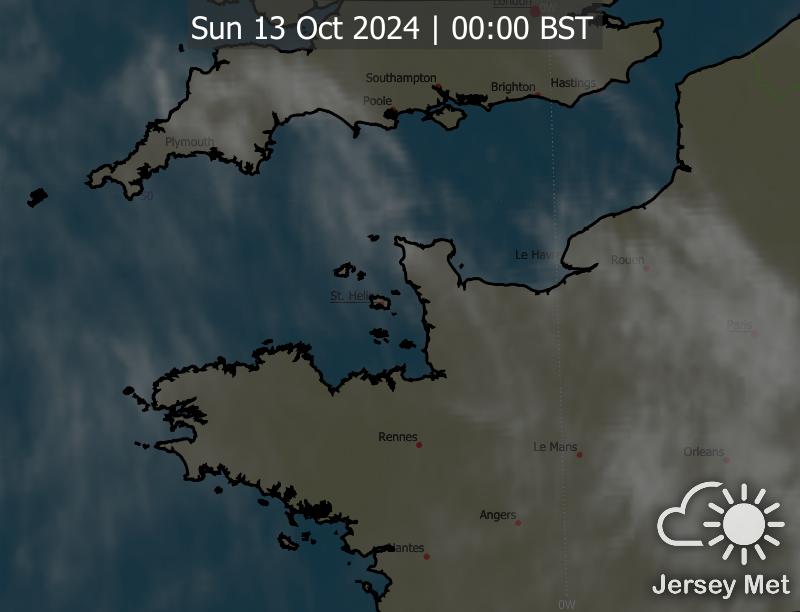 London
0W
Sun 13 Oct 2024 | 00:00 BST
Southampton
Brighton
Hastings
Poole
Plymouth
50
Le Havre
Rouen
St. Helier
Paris
Rennes
Le Mans
Orleans
Angers
Nantes
Jersey Met
0W